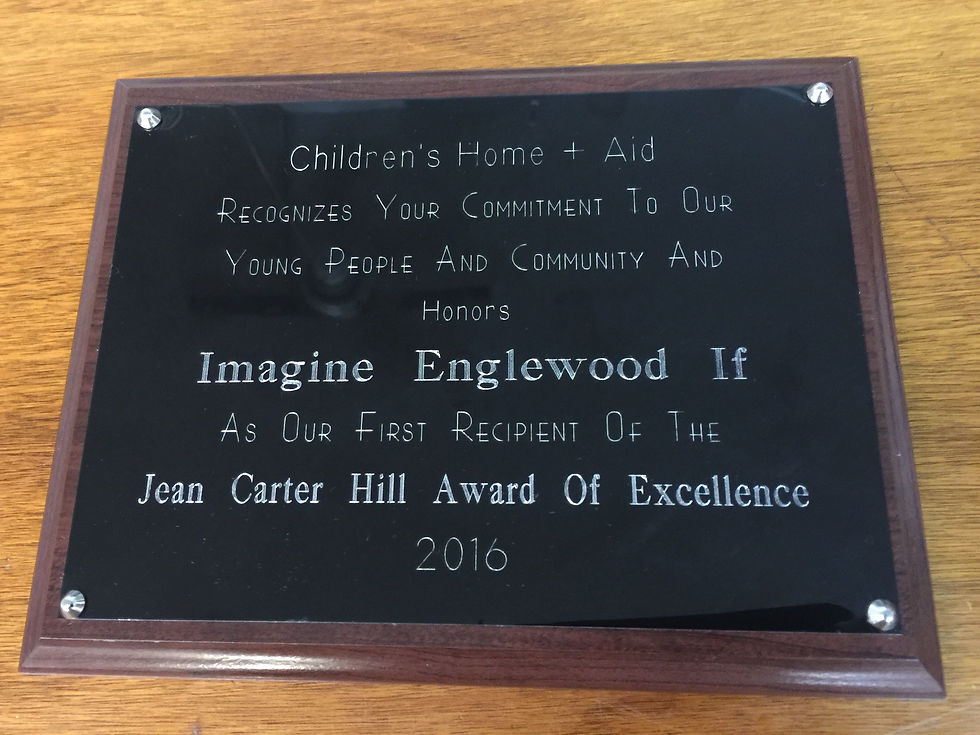 Children's Home + Aid
Recognizes Your Commitment To Our
Young People And Community And
Honors
Imagine Englewood If
As Our First Recipient Of The
Jean Carter Hill Award Of Excellence
2016